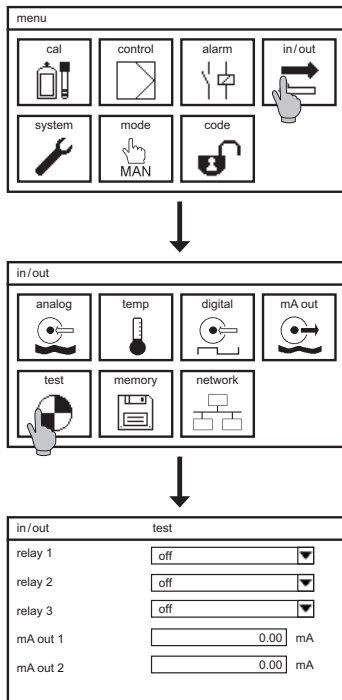 menu
cal control alarm in/out
system mode code
MAN
in/out
analog temp digital mA out
test memory network
in/out test
relay 1 off
relay 2 off
relay 3 off
mA out 1 0.00 mA
mA out 2 0.00 mA